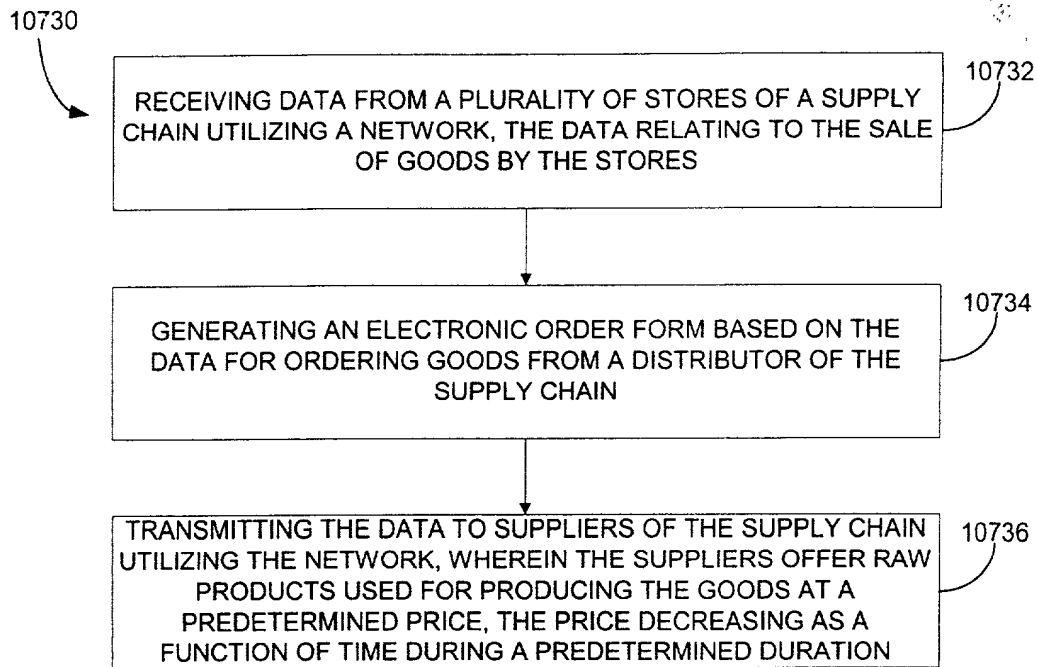 10730
10732
RECEIVING DATA FROM A PLURALITY OF STORES OF A SUPPLY
CHAIN UTILIZING A NETWORK, THE DATA RELATING TO THE SALE
OF GOODS BY THE STORES
10734
GENERATING AN ELECTRONIC ORDER FORM BASED ON THE
DATA FOR ORDERING GOODS FROM A DISTRIBUTOR OF THE
SUPPLY CHAIN
10736
TRANSMITTING THE DATA TO SUPPLIERS OF THE SUPPLY CHAIN
UTILIZING THE NETWORK, WHEREIN THE SUPPLIERS OFFER RAW
PRODUCTS USED FOR PRODUCING THE GOODS AT A
PREDETERMINED PRICE, THE PRICE DECREASING AS A
FUNCTION OF TIME DURING A PREDETERMINED DURATION